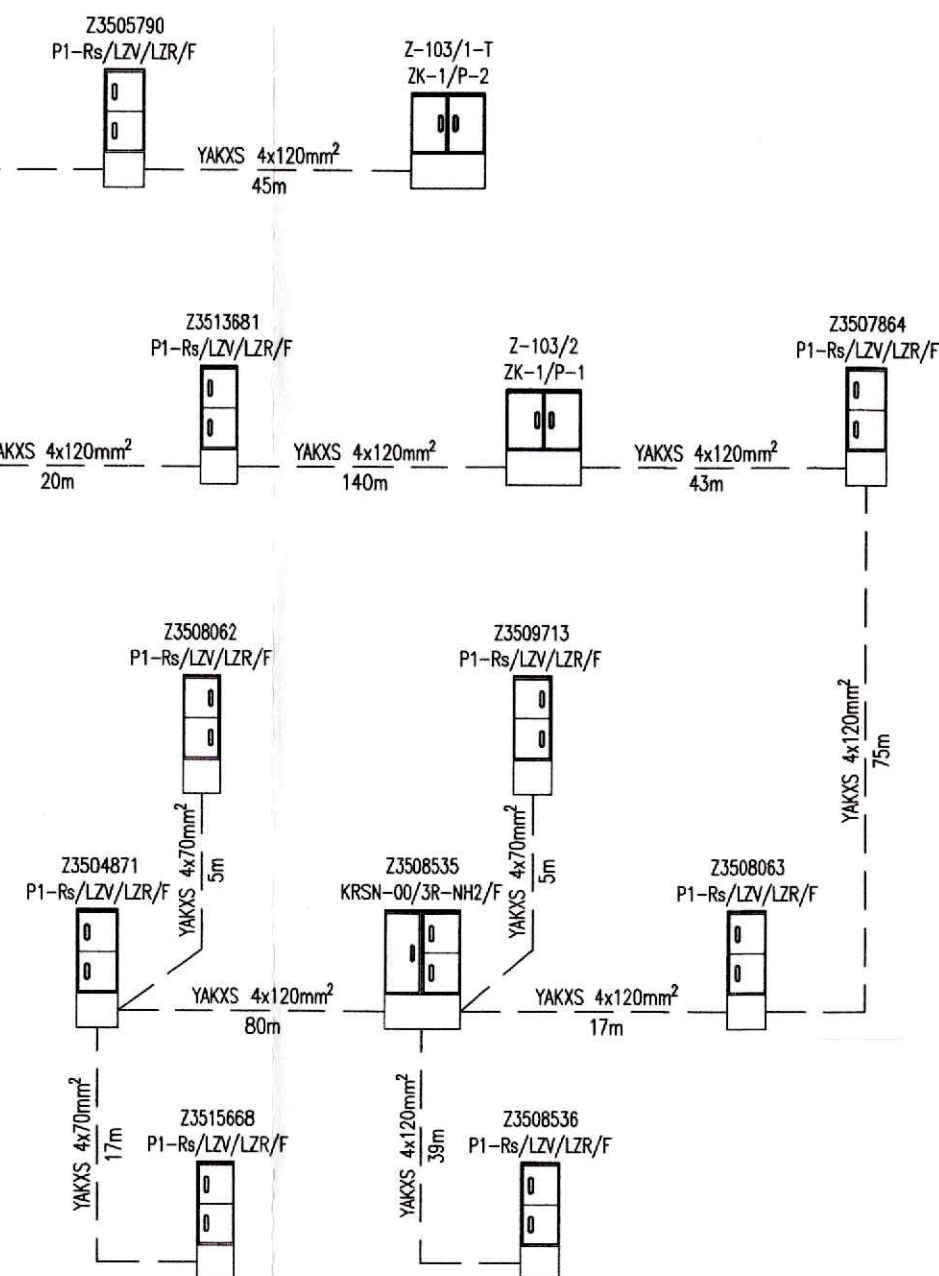 Z3505790
P1-Rs/LZV/LZR/F
Z-103/1-T
ZK-1/P-2
YAKXS 4x120mm²
45m
Z3513681
P1-Rs/LZV/LZR/F
Z-103/2
ZK-1/P-1
Z3507864
P1-Rs/LZV/LZR/F
AKXS 4x120mm²
20m
YAKXS 4x120mm²
140m
YAKXS 4x120mm²
43m
Z3508062
P1-Rs/LZV/LZR/F
Z3509713
P1-Rs/LZV/LZR/F
YAKXS 4x120mm²
75m
YAKXS 4x70mm²
5m
YAKXS 4x70mm²
5m
Z3504871
P1-Rs/LZV/LZR/F
Z3508535
KRSN-00/3R-NH2/F
Z3508063
P1-Rs/LZV/LZR/F
YAKXS 4x120mm²
80m
YAKXS 4x120mm²
17m
YAKXS 4x70mm²
17m
Z3515668
P1-Rs/LZV/LZR/F
YAKXS 4x120mm²
39m
Z3508536
P1-Rs/LZV/LZR/F